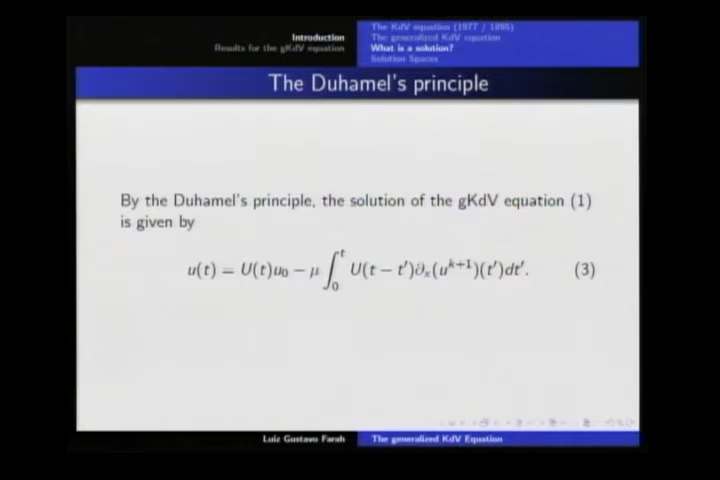 Introduction
Results for the gKdV equation
The KdV equation (1877 / 1895)
The generalized KdV equation
What is a solution?
Solution Spaces
The Duhamel's principle
By the Duhamel's principle, the solution of the gKdV equation (1)
is given by
u(t) = U(t)u₀ − μ ∫₀ᵗ U(t − t′)∂ₓ(uᵏ⁺¹)(t′)dt′. (3)
Luiz Gustavo Farah
The generalized KdV Equation